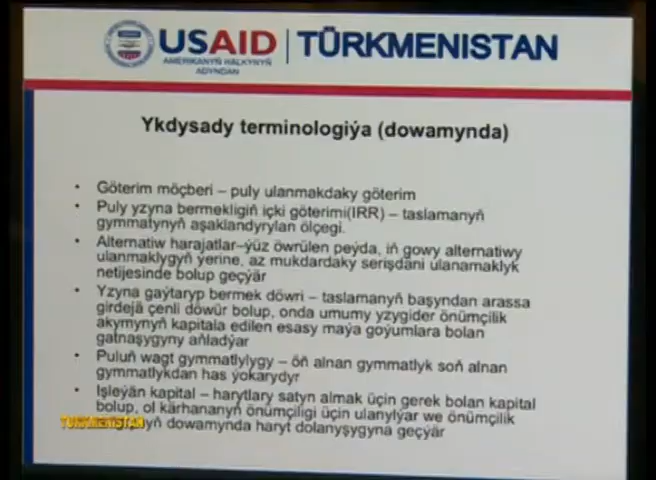 USAID | TÜRKMENISTAN
AMERIKANYŇ HALKYNYŇ
ADYNDAN
Ykdysady terminologiýa (dowamynda)
• Göterim möçberi – puly ulanmakdaky göterim
• Puly yzyna bermekligiň içki göterimi(IRR) – taslamanyň
gymmatynyň aşaklandyrylan ölçegi.
• Alternatiw harajatlar–ýüz öwrülen peýda, iň gowy alternatiwy
ulanmaklygyň ýerine, az mukdardaky serişdäni ulanamaklyk
netijesinde bolup geçýär
• Yzyna gaýtaryp bermek döwri – taslamanyň başyndan arassa
girdejä çenli döwür bolup, onda umumy yzygider önümçilik
akymynyň kapitala edilen esasy maýa goýumlara bolan
gatnaşygyny aňladýar
• Puluň wagt gymmatlylygy – öň alnan gymmatlyk soň alnan
gymmatlykdan has ýokarydyr
• Işleýän kapital – harytlary satyn almak üçin gerek bolan kapital
bolup, ol kärhananyň önümçiligi üçin ulanylýar we önümçilik
dowamynda haryt dolanyşygyna geçýär
TÜRKMENISTAN